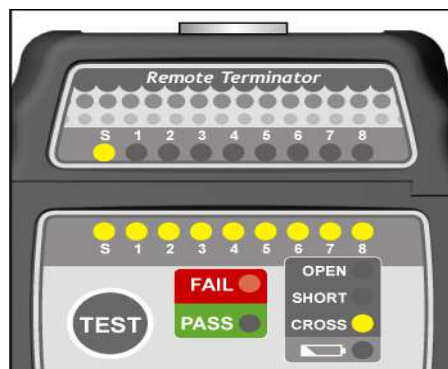 Remote Terminator
S 1 2 3 4 5 6 7 8
S 1 2 3 4 5 6 7 8
OPEN
FAIL
SHORT
TEST
PASS
CROSS